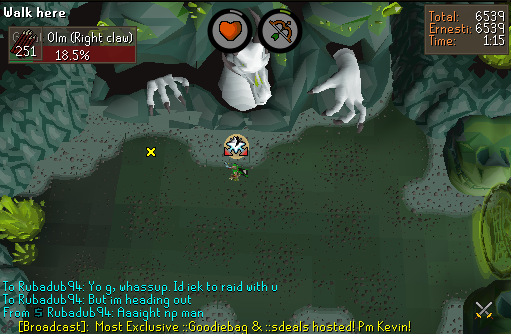 Walk here
Olm (Right claw)
251
18.5%
Total: 6539
Ernesti: 6539
Time: 1:15
To Rubadub94: Yo g, whassup. Id iek to raid with u
To Rubadub94: But im heading out
From S Rubadub94: Aaaight np man
[Broadcast]: Most Exclusive ::Goodiebag & ::sdeals hosted! Pm Kevin!